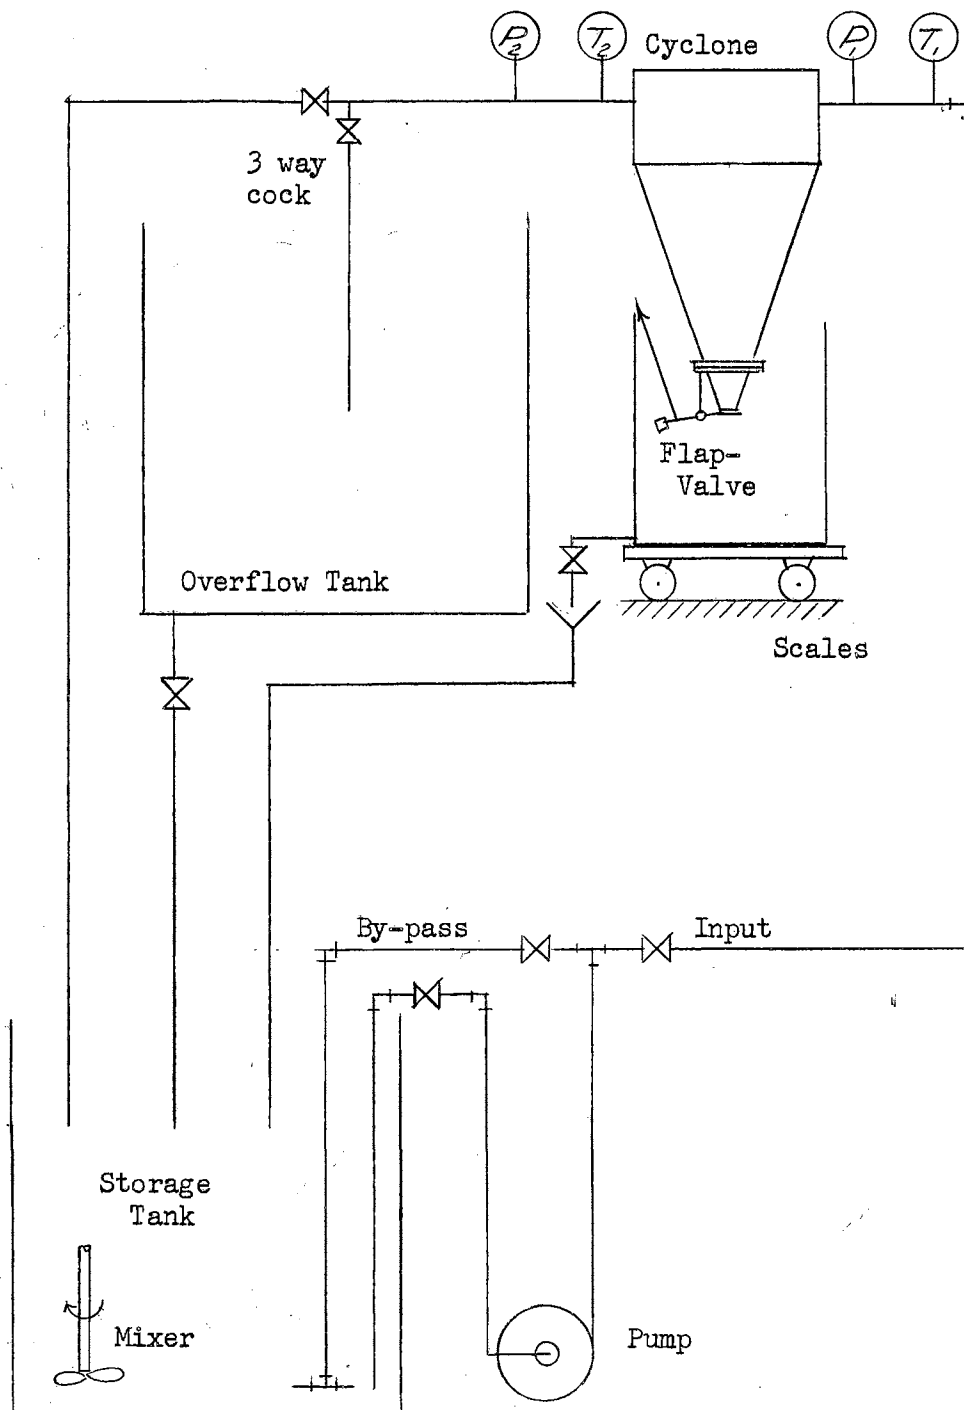 P2 T2 Cyclone P1 T1
3 way
cock
Flap-
Valve
Overflow Tank
Scales
By-pass Input
Storage
Tank
Mixer
Pump